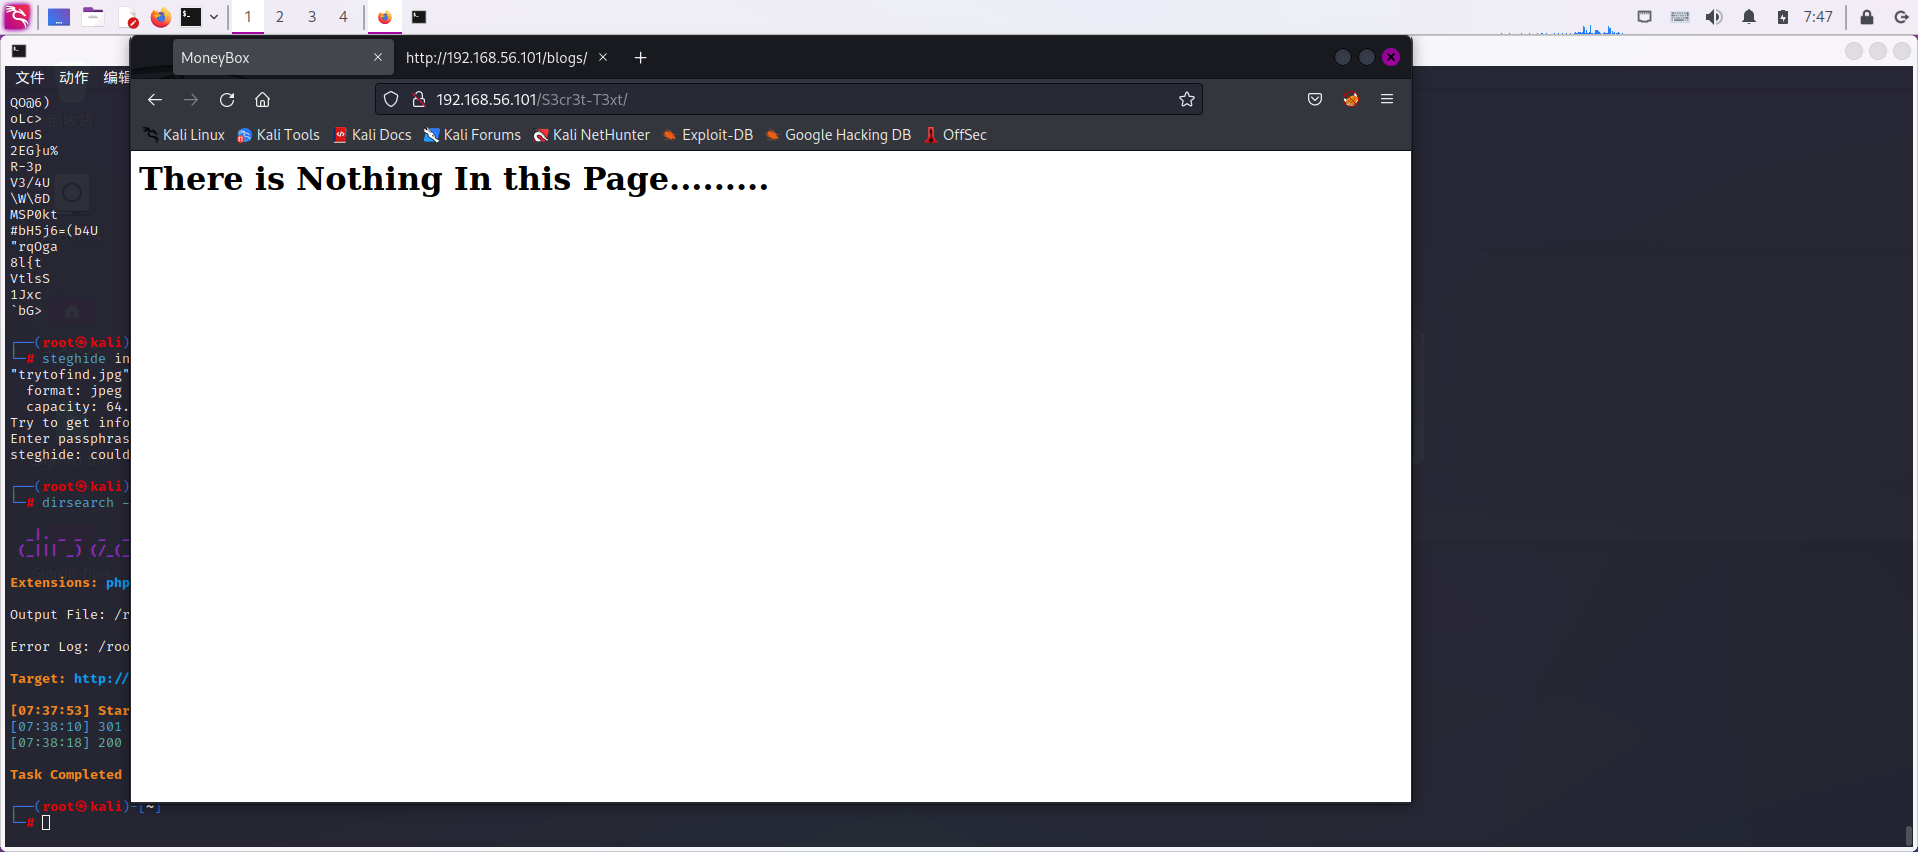 1 2 3 4 7:47
文件 动作 编辑
MoneyBox http://192.168.56.101/blogs/
192.168.56.101/S3cr3t-T3xt/
Kali Linux Kali Tools Kali Docs Kali Forums Kali NetHunter Exploit-DB Google Hacking DB OffSec
There is Nothing In this Page.........
QO@6)
oLc>
VwuS
2EG}u%
R-3p
V3/4U
\W\&D
MSP0kt
#bH5j6=(b4U
"rqOga
8l{t
VtlsS
1Jxc
`bG>
(root㉿kali)
# steghide in
"trytofind.jpg"
format: jpeg
capacity: 64.
Try to get info
Enter passphras
steghide: could
(root㉿kali)
# dirsearch -
_|. _ _  _  _
(_||| _) (/_(_
Extensions: php
Output File: /r
Error Log: /roo
Target: http://
[07:37:53] Star
[07:38:10] 301
[07:38:18] 200
Task Completed
(root㉿kali)-[~]
#